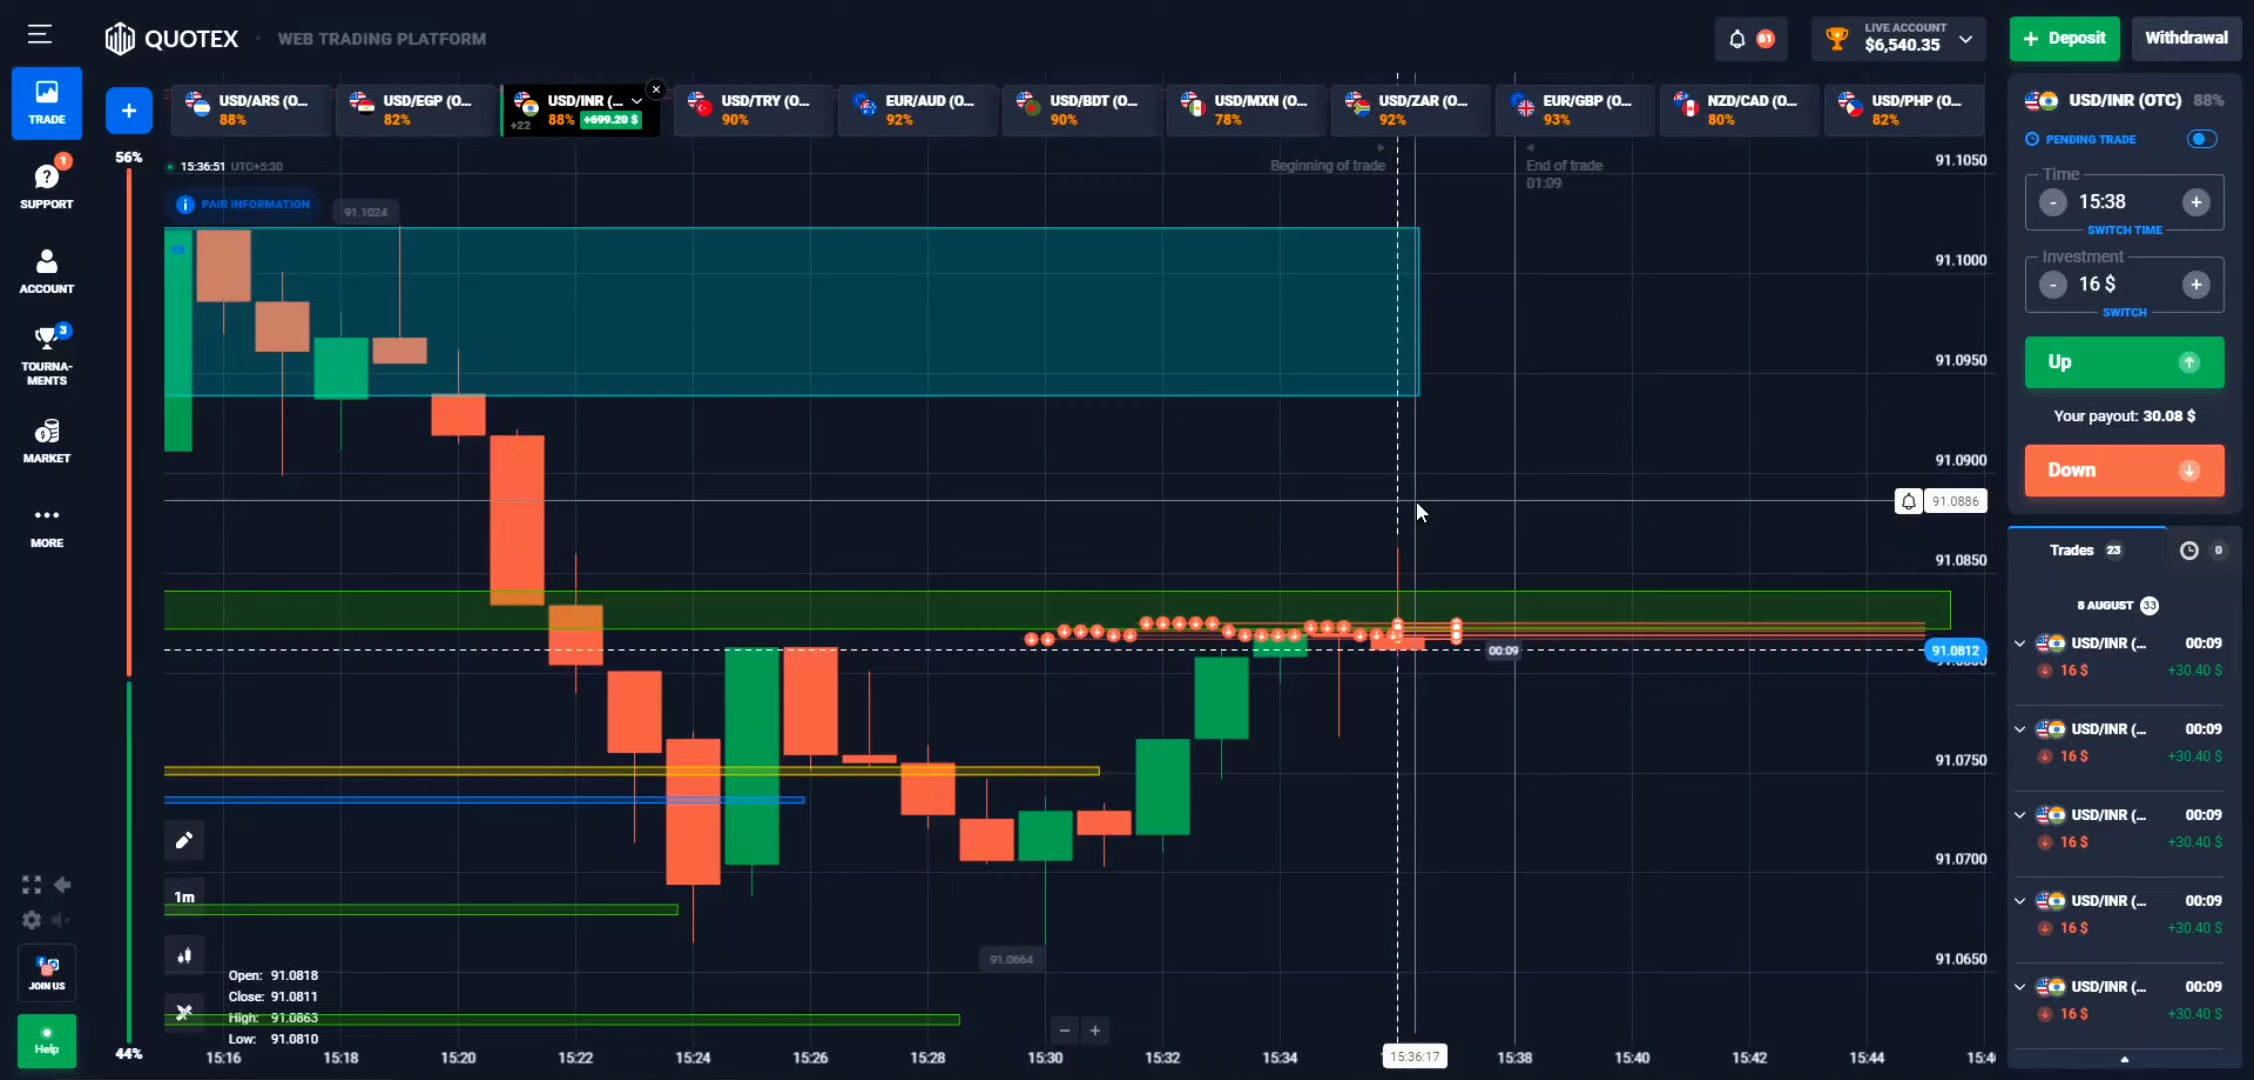 QUOTEX
WEB TRADING PLATFORM
61
LIVE ACCOUNT
$6,540.35
+ Deposit
Withdrawal
TRADE
1
SUPPORT
ACCOUNT
3
TOURNA-
MENTS
MARKET
MORE
JOIN US
Help
+
USD/ARS (O...
88%
USD/EGP (O...
82%
USD/INR (...
+22
88% +699.20 $
USD/TRY (O...
90%
EUR/AUD (O...
92%
USD/BDT (O...
90%
USD/MXN (O...
78%
USD/ZAR (O...
92%
EUR/GBP (O...
93%
NZD/CAD (O...
80%
USD/PHP (O...
82%
56%
44%
15:36:51 UTC+5:30
PAIR INFORMATION
91.1024
Beginning of trade
End of trade
01:09
91.1050
91.1000
91.0950
91.0900
91.0886
91.0850
91.0812
00:09
91.0750
91.0700
91.0664
91.0650
1m
Open: 91.0818
Close: 91.0811
High: 91.0863
Low: 91.0810
15:16
15:18
15:20
15:22
15:24
15:26
15:28
15:30
15:32
15:34
15:36:17
15:38
15:40
15:42
15:44
USD/INR (OTC) 88%
PENDING TRADE
Time
- 15:38 +
SWITCH TIME
Investment
- 16 $ +
SWITCH
Up
Your payout: 30.08 $
Down
Trades 23
0
8 AUGUST 33
USD/INR (... 00:09
16 $ +30.40 $
USD/INR (... 00:09
16 $ +30.40 $
USD/INR (... 00:09
16 $ +30.40 $
USD/INR (... 00:09
16 $ +30.40 $
USD/INR (... 00:09
16 $ +30.40 $